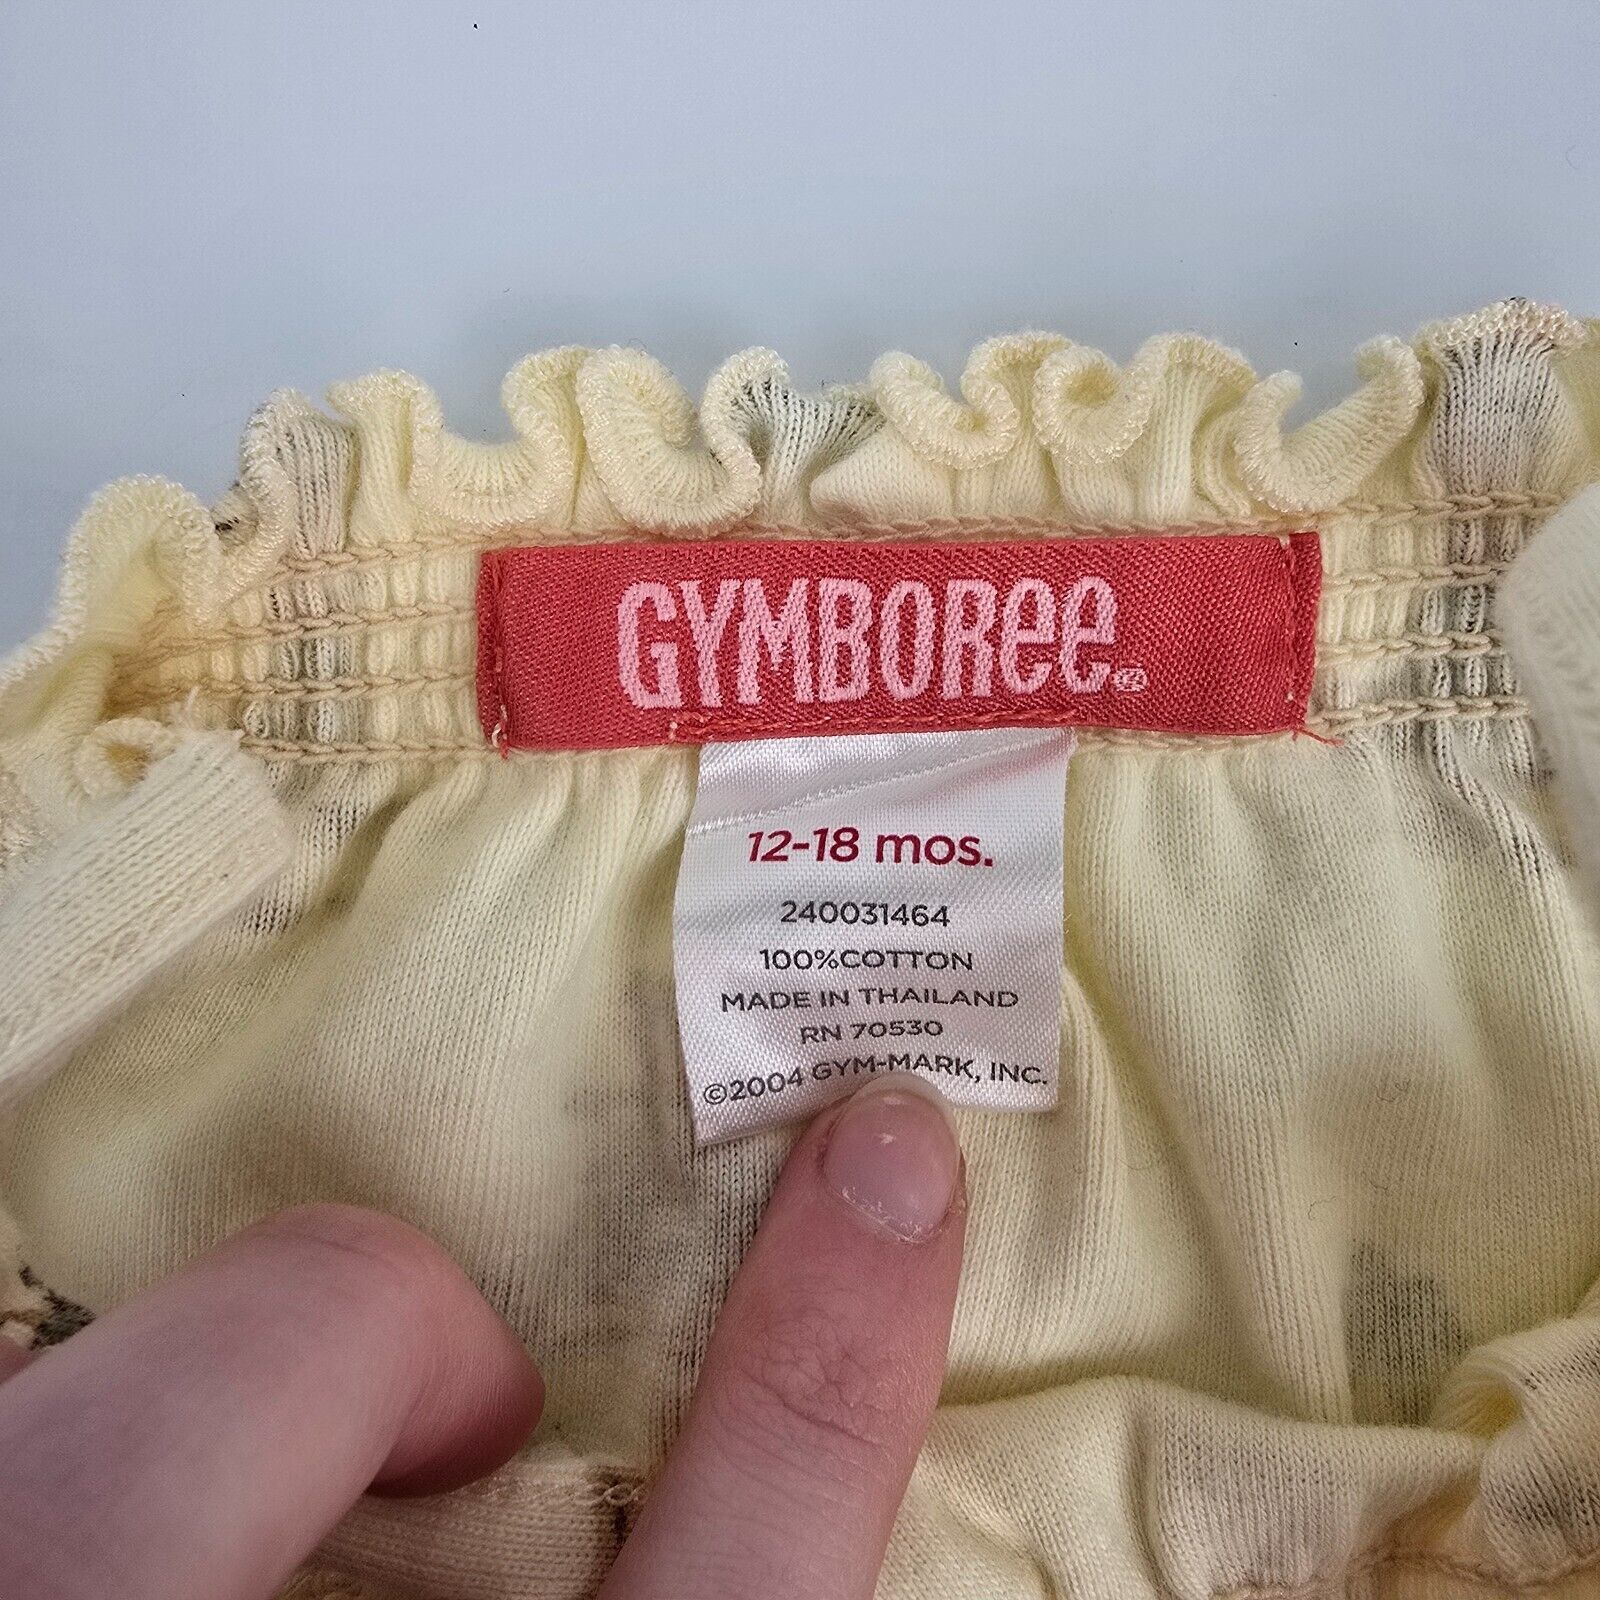 GYMBOREE®
12-18 mos.
240031464
100%COTTON
MADE IN THAILAND
RN 70530
©2004 GYM-MARK, INC.